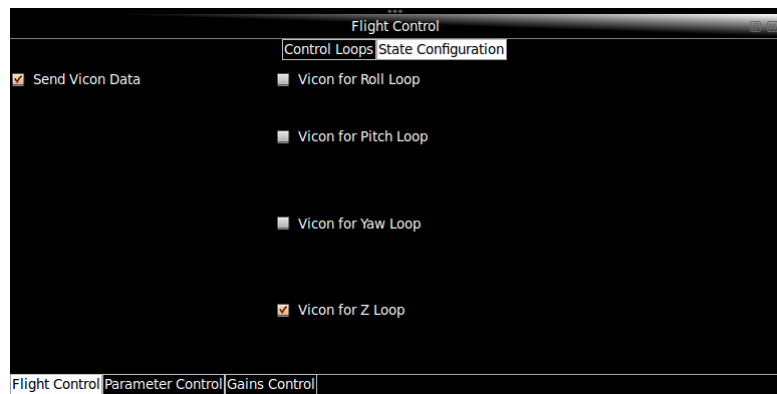 Flight Control
Control Loops State Configuration
Send Vicon Data Vicon for Roll Loop
Vicon for Pitch Loop
Vicon for Yaw Loop
Vicon for Z Loop
Flight Control Parameter Control Gains Control